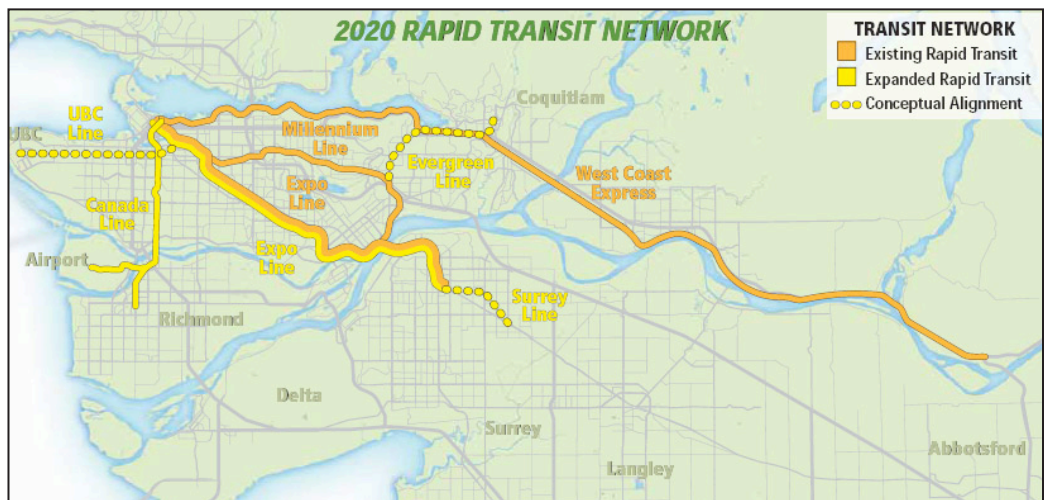 2020 RAPID TRANSIT NETWORK
TRANSIT NETWORK
Existing Rapid Transit
Expanded Rapid Transit
Conceptual Alignment
UBC
Line
UBC
Coquitlam
Millennium
Line
Evergreen
Line
West Coast
Express
Expo
Line
Canada
Line
Expo
Line
Airport
Richmond
Surrey
Line
Delta
Surrey
Langley
Abbotsford